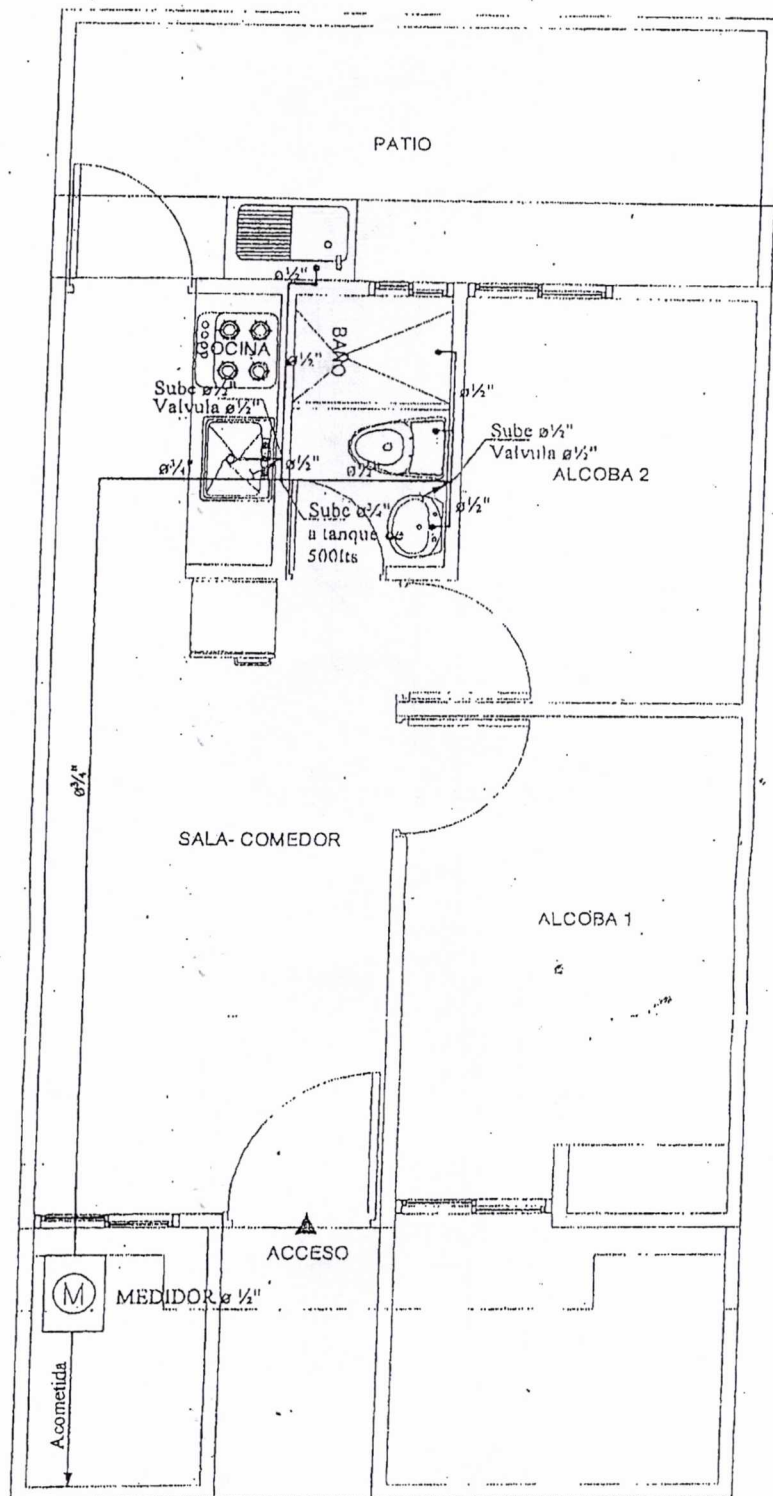 PATIO
ø½"
BAÑO
COCINA
ø½"
Sube ø½"
Valvula ø½"
ø½"
Sube ø½"
Valvula ø½"
ALCOBA 2
ø¾"
ø½"
ø½"
ø½"
Sube ø¾"
a tanque de
500lts
ø¾"
SALA- COMEDOR
ALCOBA 1
ACCESO
M
MEDIDOR ø ½"
Acometida